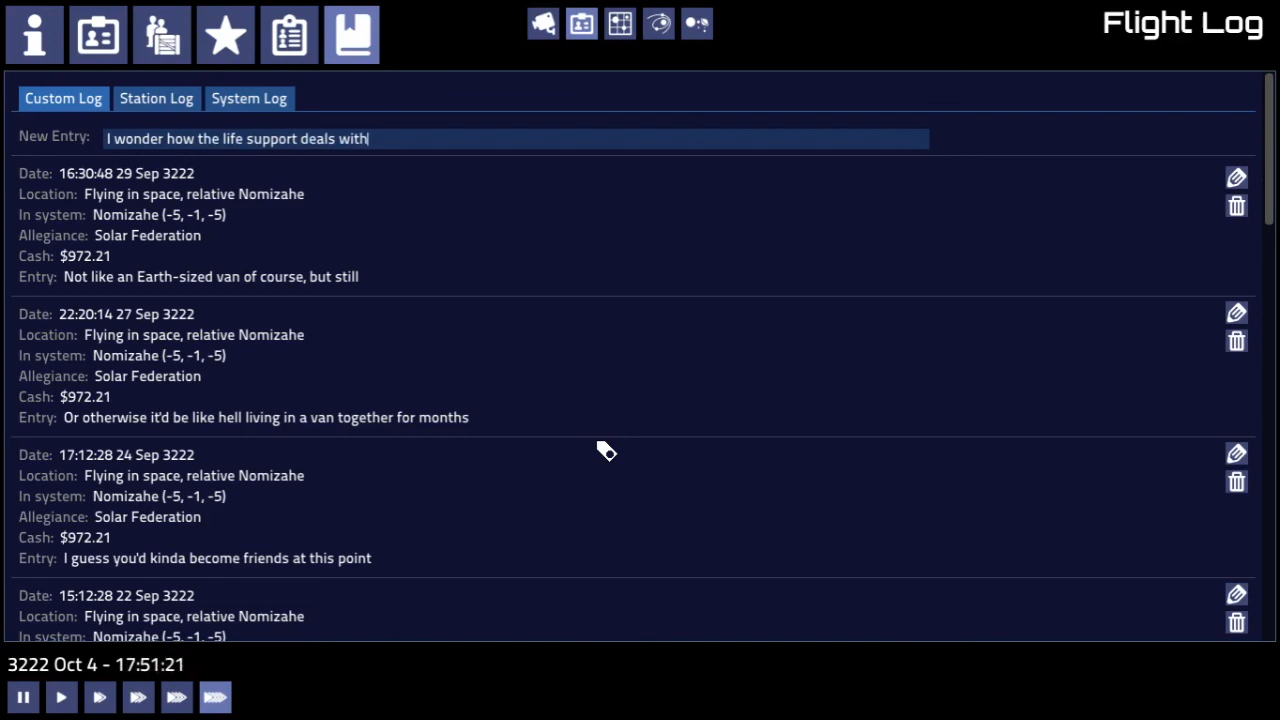 Flight Log
Custom Log Station Log System Log
New Entry: I wonder how the life support deals with
Date: 16:30:48 29 Sep 3222
Location: Flying in space, relative Nomizahe
In system: Nomizahe (-5, -1, -5)
Allegiance: Solar Federation
Cash: $972.21
Entry: Not like an Earth-sized van of course, but still
Date: 22:20:14 27 Sep 3222
Location: Flying in space, relative Nomizahe
In system: Nomizahe (-5, -1, -5)
Allegiance: Solar Federation
Cash: $972.21
Entry: Or otherwise it'd be like hell living in a van together for months
Date: 17:12:28 24 Sep 3222
Location: Flying in space, relative Nomizahe
In system: Nomizahe (-5, -1, -5)
Allegiance: Solar Federation
Cash: $972.21
Entry: I guess you'd kinda become friends at this point
Date: 15:12:28 22 Sep 3222
Location: Flying in space, relative Nomizahe
In system: Nomizahe (-5, -1, -5)
3222 Oct 4 - 17:51:21